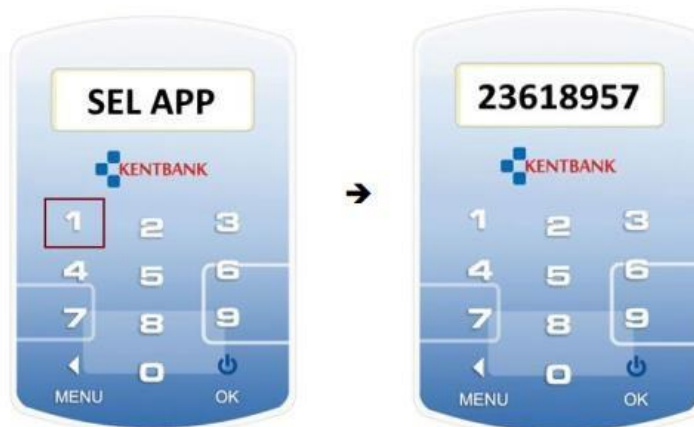 SEL APP
KENTBANK
1 2 3
4 5 6
7 8 9
0
MENU OK
23618957
KENTBANK
1 2 3
4 5 6
7 8 9
0
MENU OK